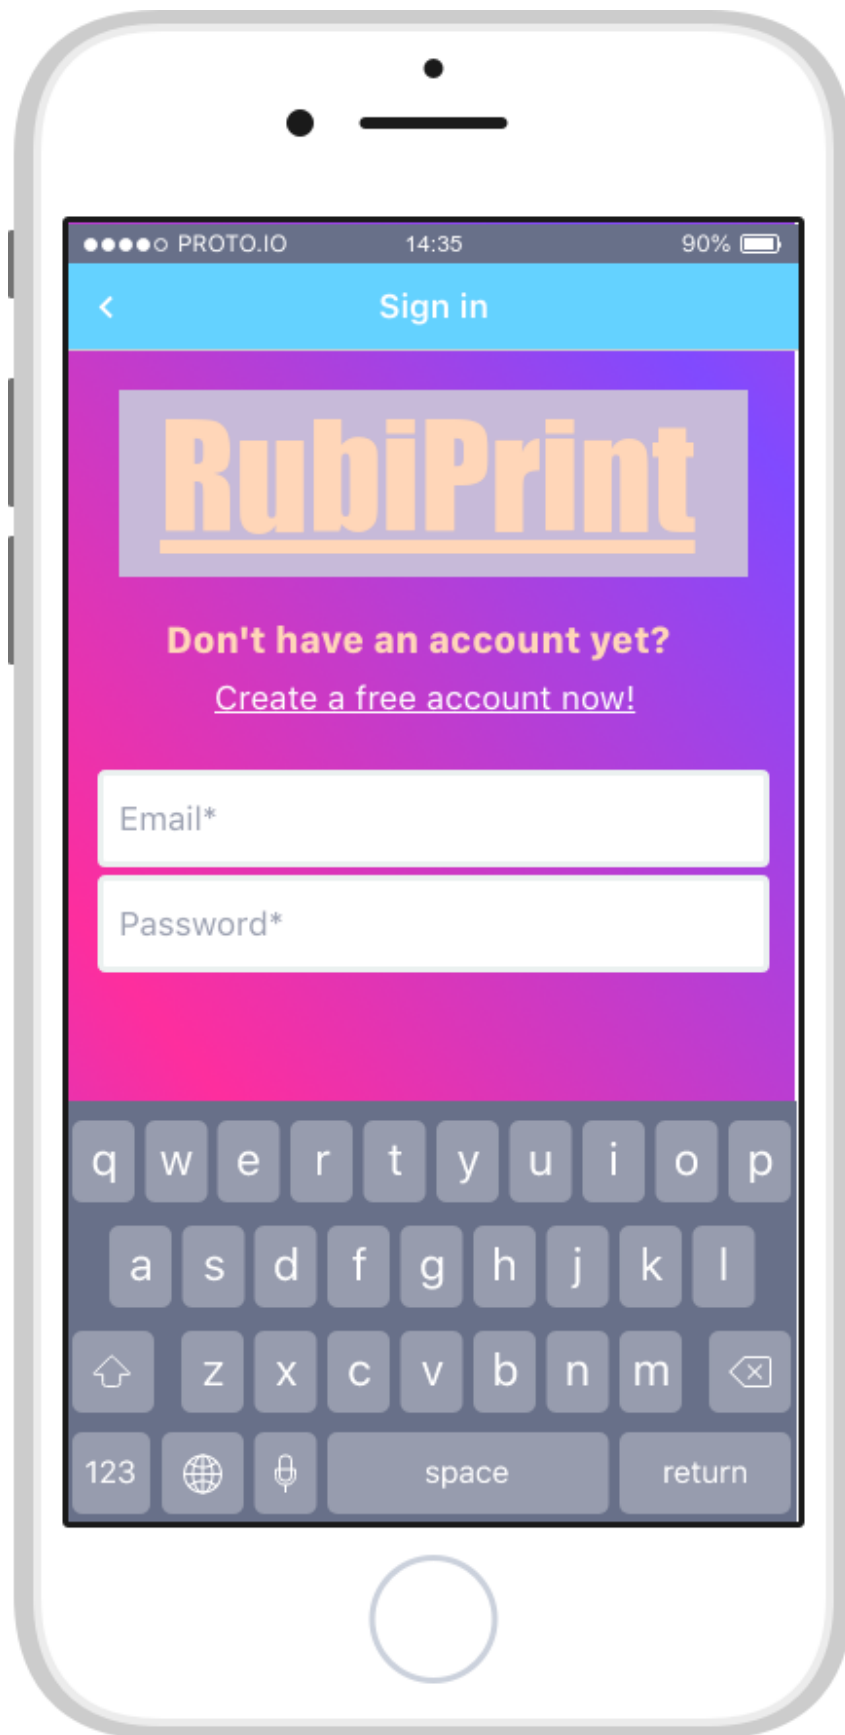 PROTO.IO 14:35 90%
Sign in
RubiPrint
Don't have an account yet?
Create a free account now!
Email*
Password*
q w e r t y u i o p
a s d f g h j k l
z x c v b n m
123 space return